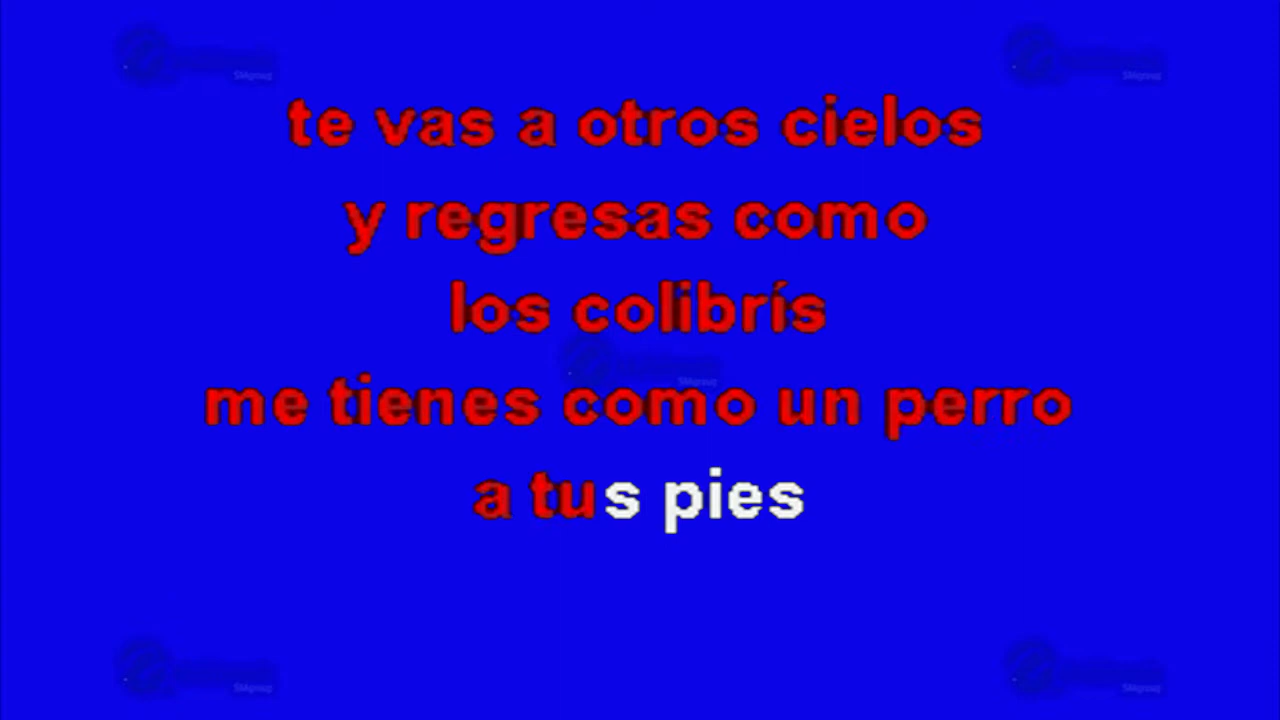 te vas a otros cielos
y regresas como
los colibrís
me tienes como un perro
a tus pies